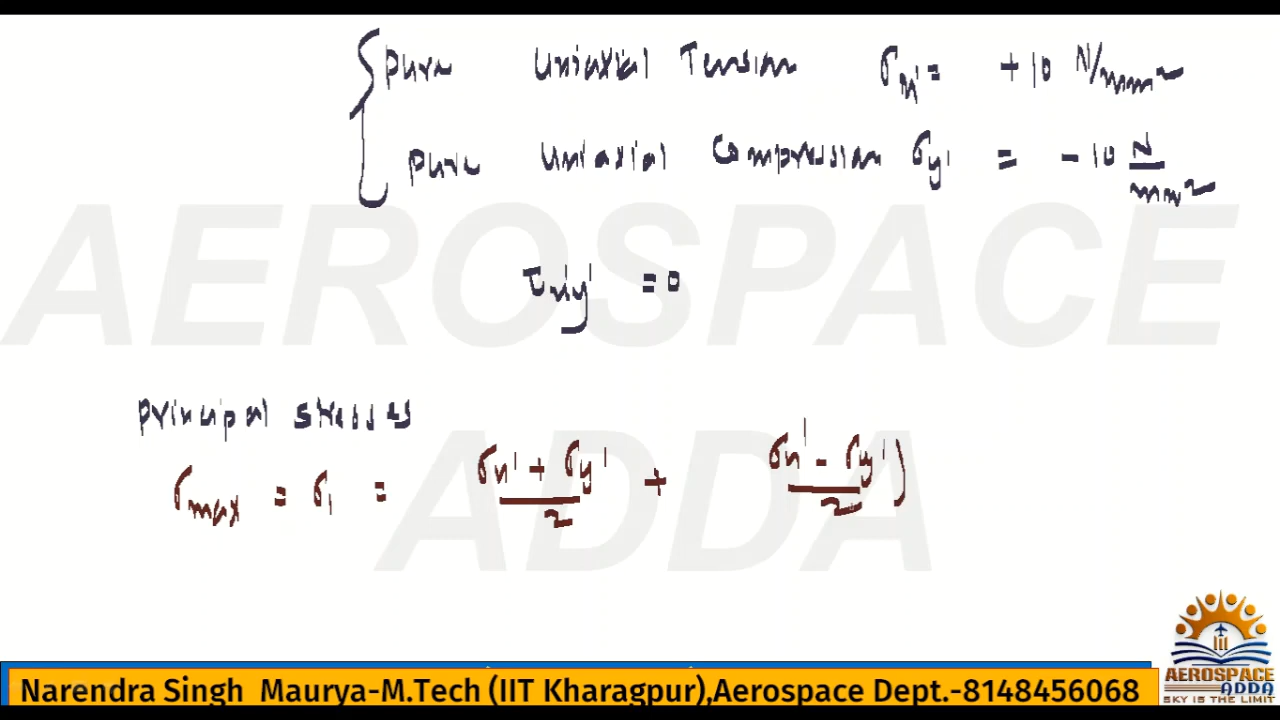 pure uniaxial Tension σx' = +10 N/mm²
pure uniaxial compression σy' = -10 N/mm²
τx'y' = 0
principal stresses
σmax = σ1 = σx' + σy' / 2 + σx' - σy' / 2 )
AEROSPACE
ADDA
AEROSPACE
ADDA
SKY IS THE LIMIT
Narendra Singh Maurya-M.Tech (IIT Kharagpur),Aerospace Dept.-8148456068